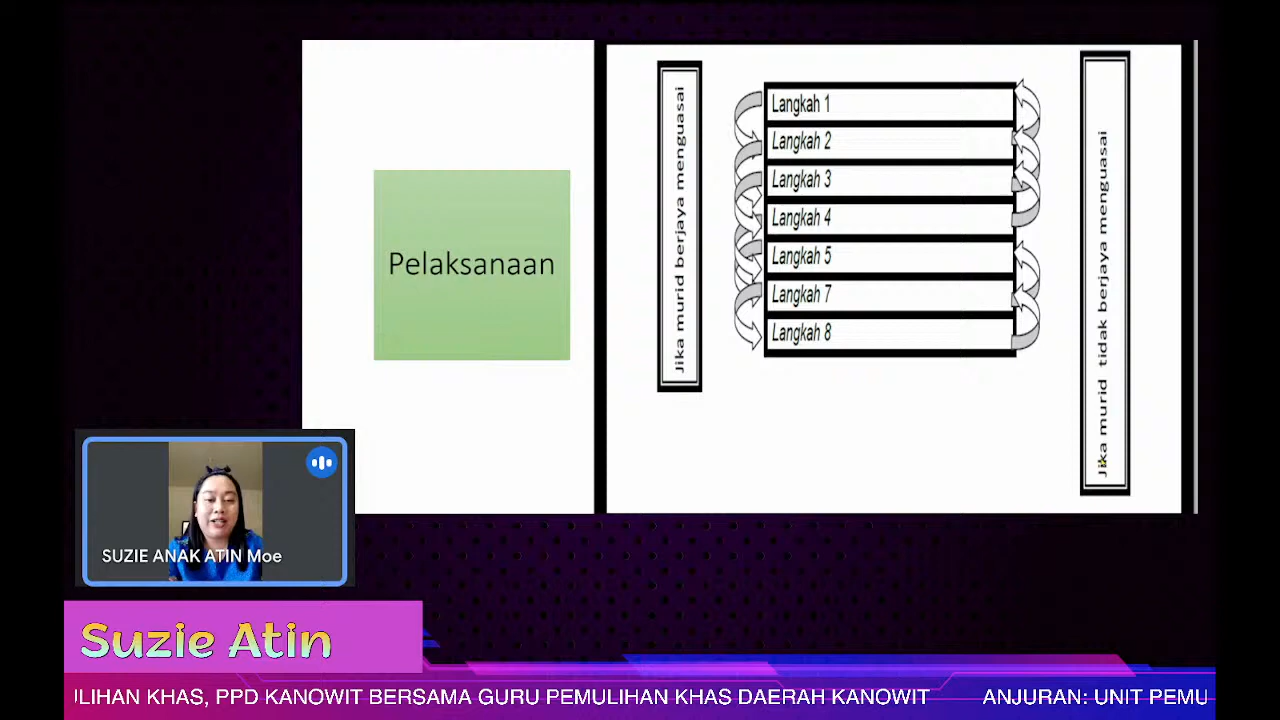 Pelaksanaan
Jika murid berjaya menguasai
Langkah 1
Langkah 2
Langkah 3
Langkah 4
Langkah 5
Langkah 7
Langkah 8
Jika murid tidak berjaya menguasai
SUZIE ANAK ATIN Moe
Suzie Atin
ILIHAN KHAS, PPD KANOWIT BERSAMA GURU PEMULIHAN KHAS DAERAH KANOWIT ANJURAN: UNIT PEMU